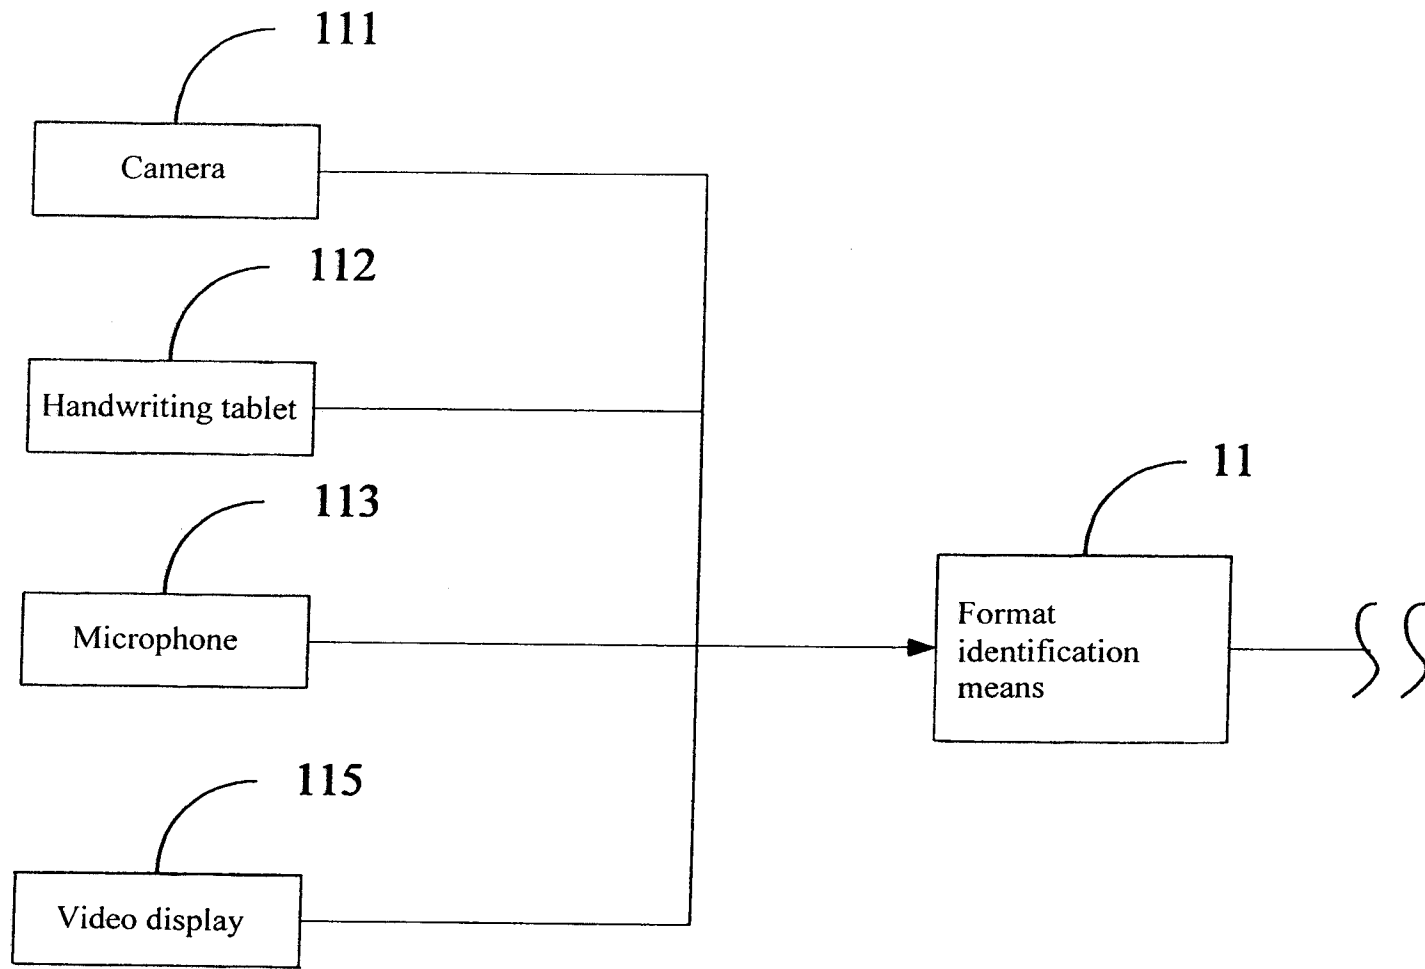 111
Camera
112
Handwriting tablet
113
11
Microphone
Format
identification
means
115
Video display